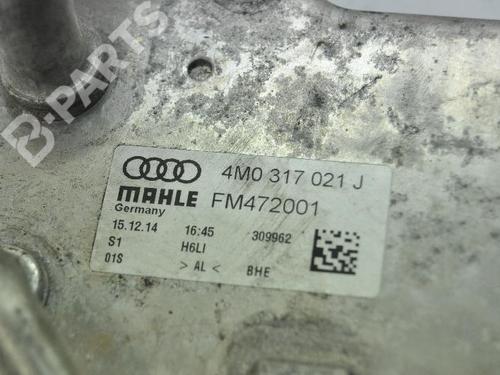 B-PARTS
4M0 317 021 J
MAHLE FM472001
Germany
15.12.14 16:45 309962
S1 H6LI
01S >AL< BHE